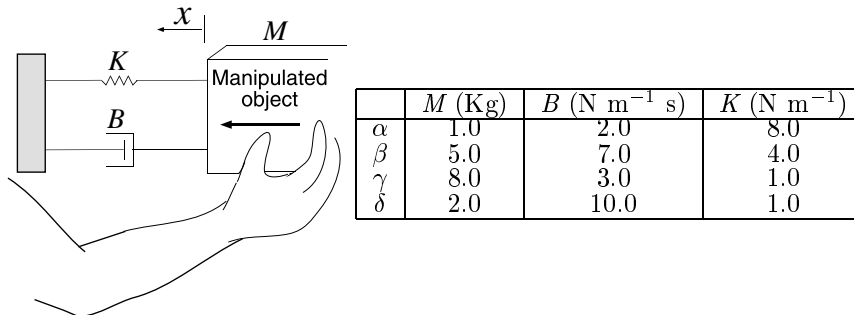 x
M
K
Manipulated
object
B
M (Kg) B (N m⁻¹ s) K (N m⁻¹)
α 1.0 2.0 8.0
β 5.0 7.0 4.0
γ 8.0 3.0 1.0
δ 2.0 10.0 1.0